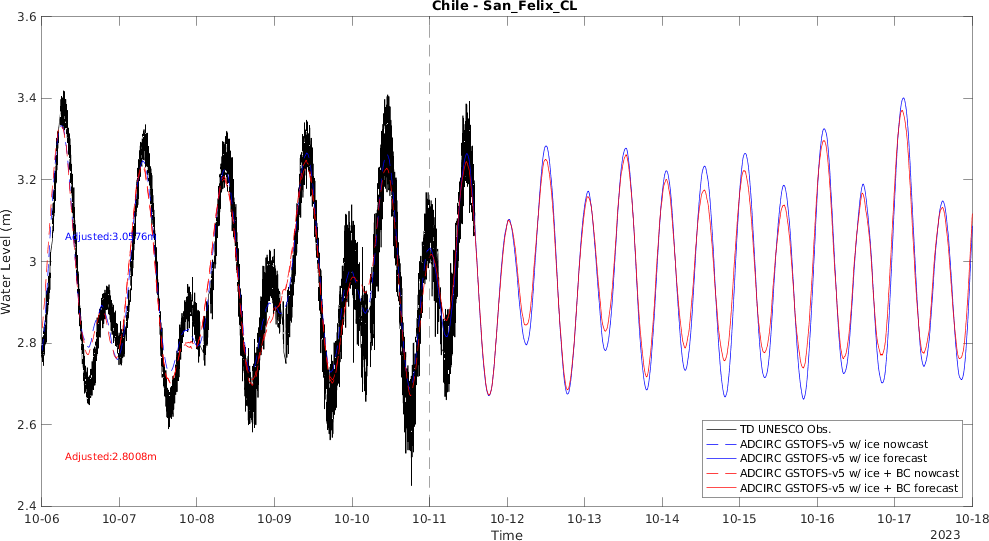 Chile - San_Felix_CL
3.6
3.4
3.2
3
2.8
2.6
2.4
Water Level (m)
Adjusted:3.0576m
Adjusted:2.8008m
TD UNESCO Obs.
ADCIRC GSTOFS-v5 w/ ice nowcast
ADCIRC GSTOFS-v5 w/ ice forecast
ADCIRC GSTOFS-v5 w/ ice + BC nowcast
ADCIRC GSTOFS-v5 w/ ice + BC forecast
10-06 10-07 10-08 10-09 10-10 10-11 10-12 10-13 10-14 10-15 10-16 10-17 10-18
Time
2023